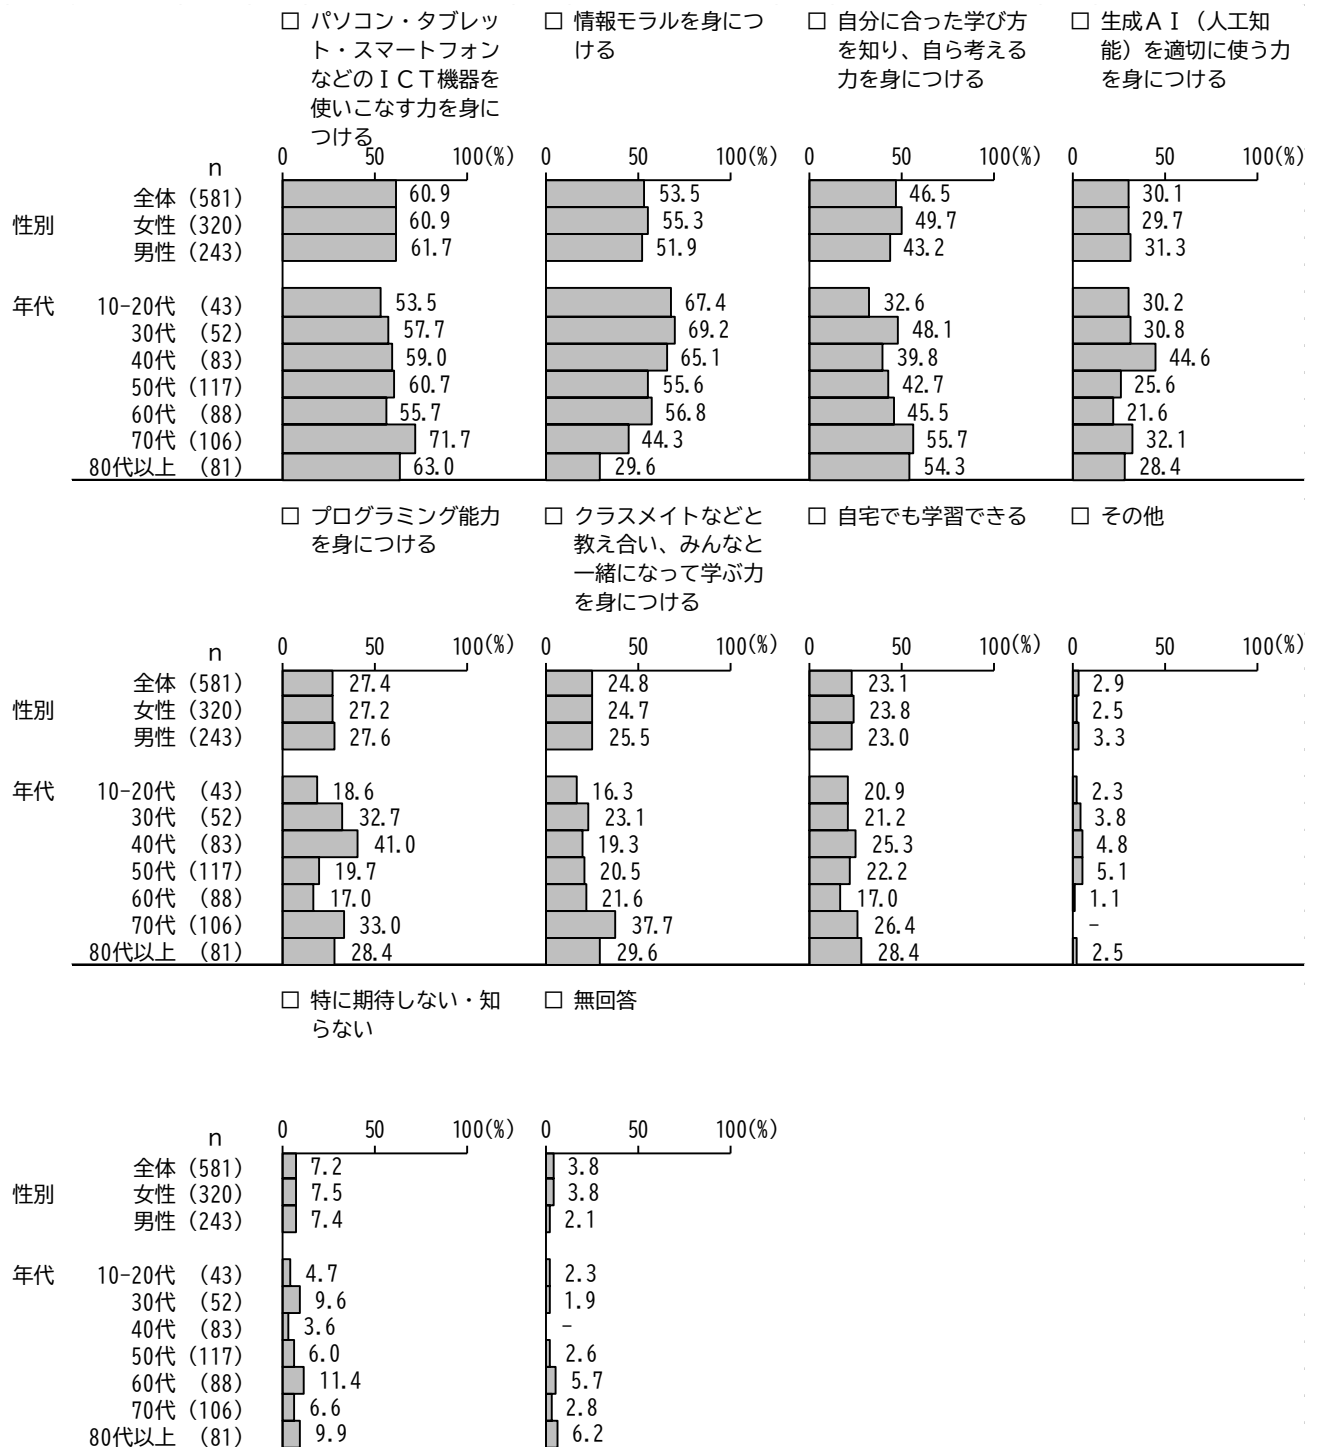 □ パソコン・タブレッ
ト・スマートフォン
などのＩＣＴ機器を
使いこなす力を身に
つける
□ 情報モラルを身につ
ける
□ 自分に合った学び方
を知り、自ら考える
力を身につける
□ 生成ＡＩ（人工知
能）を適切に使う力
を身につける
n 0 50 100(%) 0 50 100(%) 0 50 100(%) 0 50 100(%)
全体 (581) 60.9 53.5 46.5 30.1
性別 女性 (320) 60.9 55.3 49.7 29.7
男性 (243) 61.7 51.9 43.2 31.3
年代 10-20代 (43) 53.5 67.4 32.6 30.2
30代 (52) 57.7 69.2 48.1 30.8
40代 (83) 59.0 65.1 39.8 44.6
50代 (117) 60.7 55.6 42.7 25.6
60代 (88) 55.7 56.8 45.5 21.6
70代 (106) 71.7 44.3 55.7 32.1
80代以上 (81) 63.0 29.6 54.3 28.4
□ プログラミング能力
を身につける
□ クラスメイトなどと
教え合い、みんなと
一緒になって学ぶ力
を身につける
□ 自宅でも学習できる
□ その他
n 0 50 100(%) 0 50 100(%) 0 50 100(%) 0 50 100(%)
全体 (581) 27.4 24.8 23.1 2.9
性別 女性 (320) 27.2 24.7 23.8 2.5
男性 (243) 27.6 25.5 23.0 3.3
年代 10-20代 (43) 18.6 16.3 20.9 2.3
30代 (52) 32.7 23.1 21.2 3.8
40代 (83) 41.0 19.3 25.3 4.8
50代 (117) 19.7 20.5 22.2 5.1
60代 (88) 17.0 21.6 17.0 1.1
70代 (106) 33.0 37.7 26.4 -
80代以上 (81) 28.4 29.6 28.4 2.5
□ 特に期待しない・知
らない
□ 無回答
n 0 50 100(%) 0 50 100(%)
全体 (581) 7.2 3.8
性別 女性 (320) 7.5 3.8
男性 (243) 7.4 2.1
年代 10-20代 (43) 4.7 2.3
30代 (52) 9.6 1.9
40代 (83) 3.6 -
50代 (117) 6.0 2.6
60代 (88) 11.4 5.7
70代 (106) 6.6 2.8
80代以上 (81) 9.9 6.2